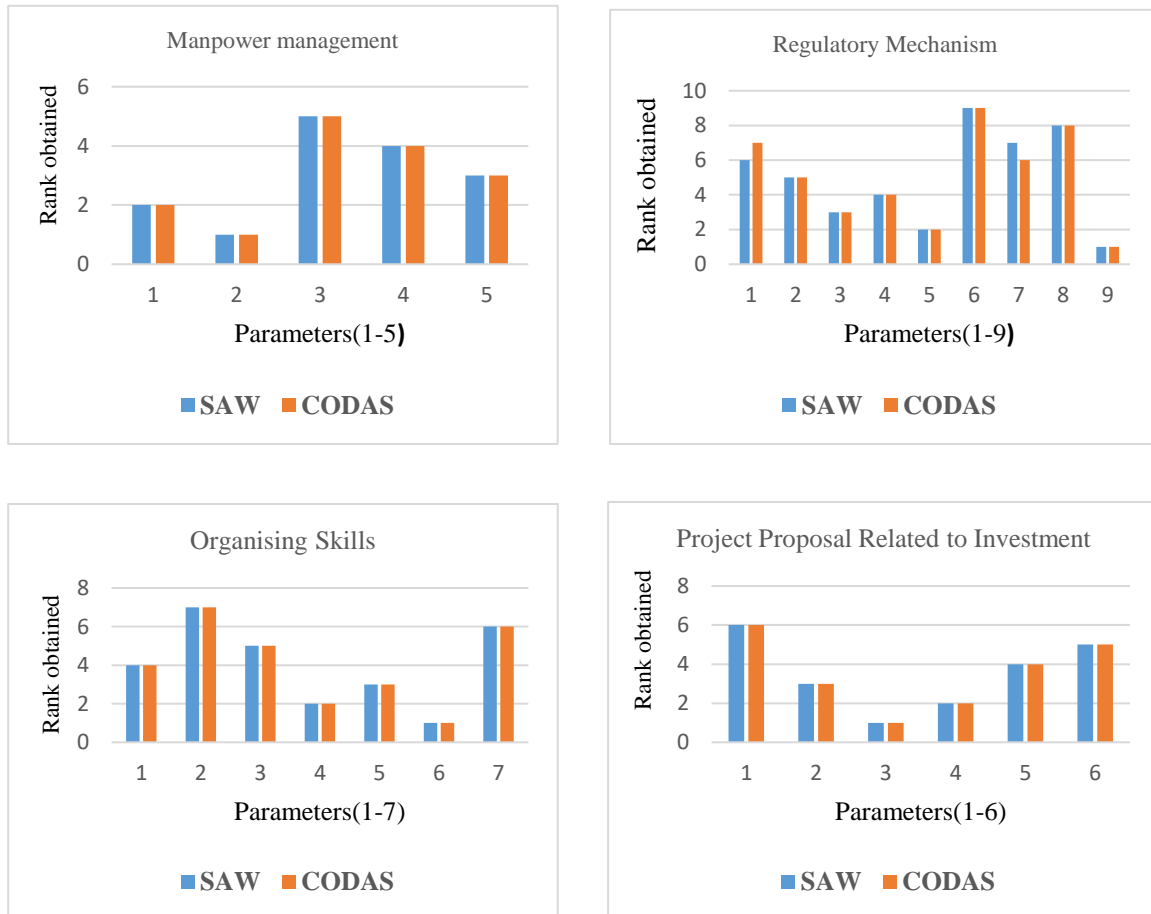 Manpower management
Rank obtained
6
4
2
0
1 2 3 4 5
Parameters(1-5)
SAW CODAS
Regulatory Mechanism
Rank obtained
10
8
6
4
2
0
1 2 3 4 5 6 7 8 9
Parameters(1-9)
SAW CODAS
Organising Skills
Rank obtained
8
6
4
2
0
1 2 3 4 5 6 7
Parameters(1-7)
SAW CODAS
Project Proposal Related to Investment
Rank obtained
8
6
4
2
0
1 2 3 4 5 6
Parameters(1-6)
SAW CODAS